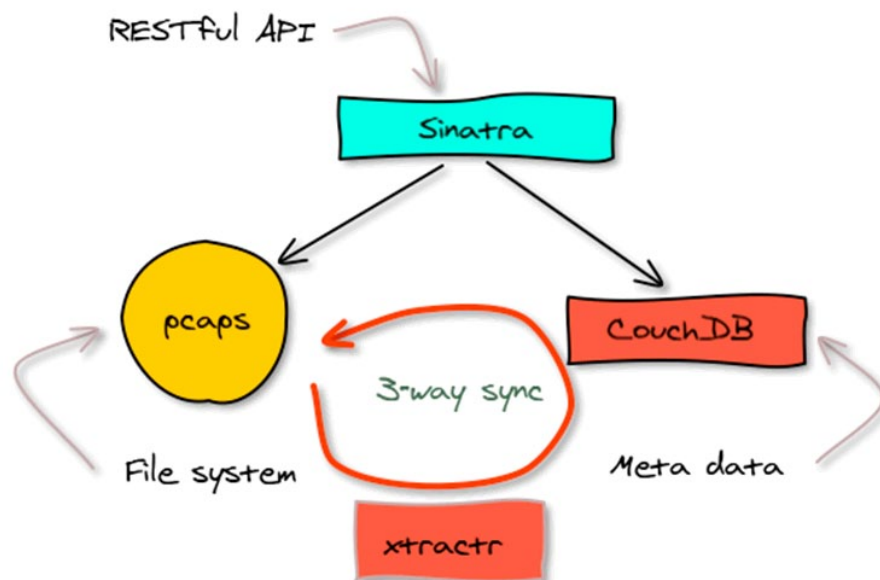 RESTful API
Sinatra
pcaps
CouchDB
3-way sync
File system
Meta data
xtractr